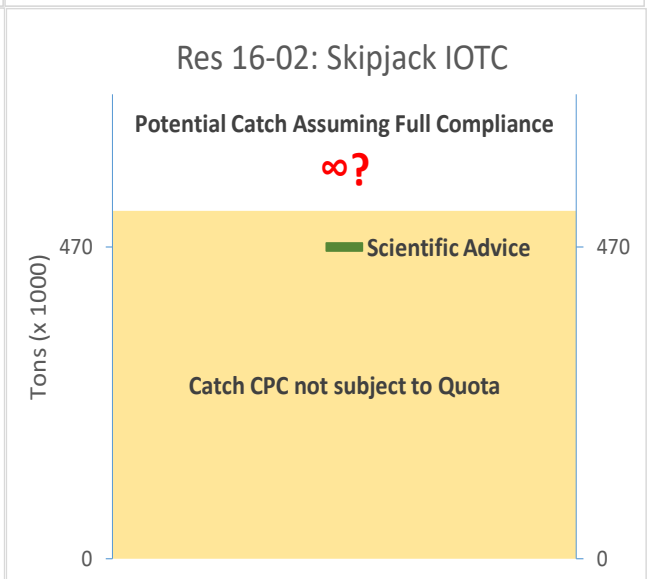 Res 16-02: Skipjack IOTC
Potential Catch Assuming Full Compliance
∞?
470
Scientific Advice
470
Tons (x 1000)
Catch CPC not subject to Quota
0
0